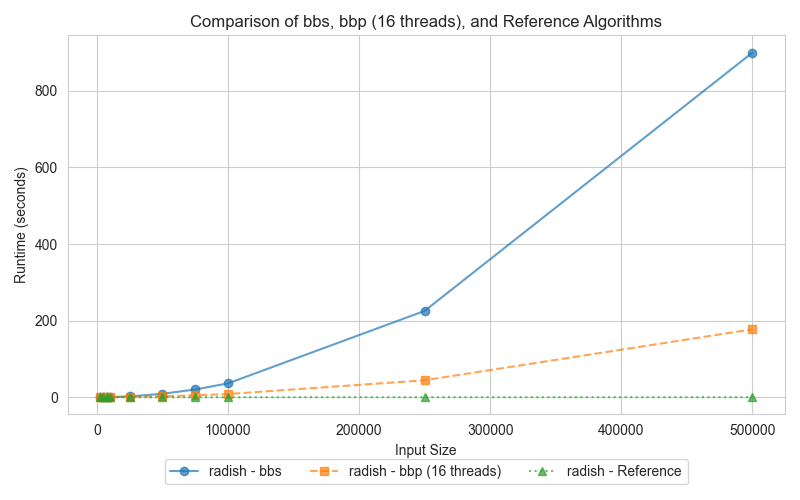 Comparison of bbs, bbp (16 threads), and Reference Algorithms
Runtime (seconds)
800
600
400
200
0
0 100000 200000 300000 400000 500000
Input Size
radish - bbs radish - bbp (16 threads) radish - Reference